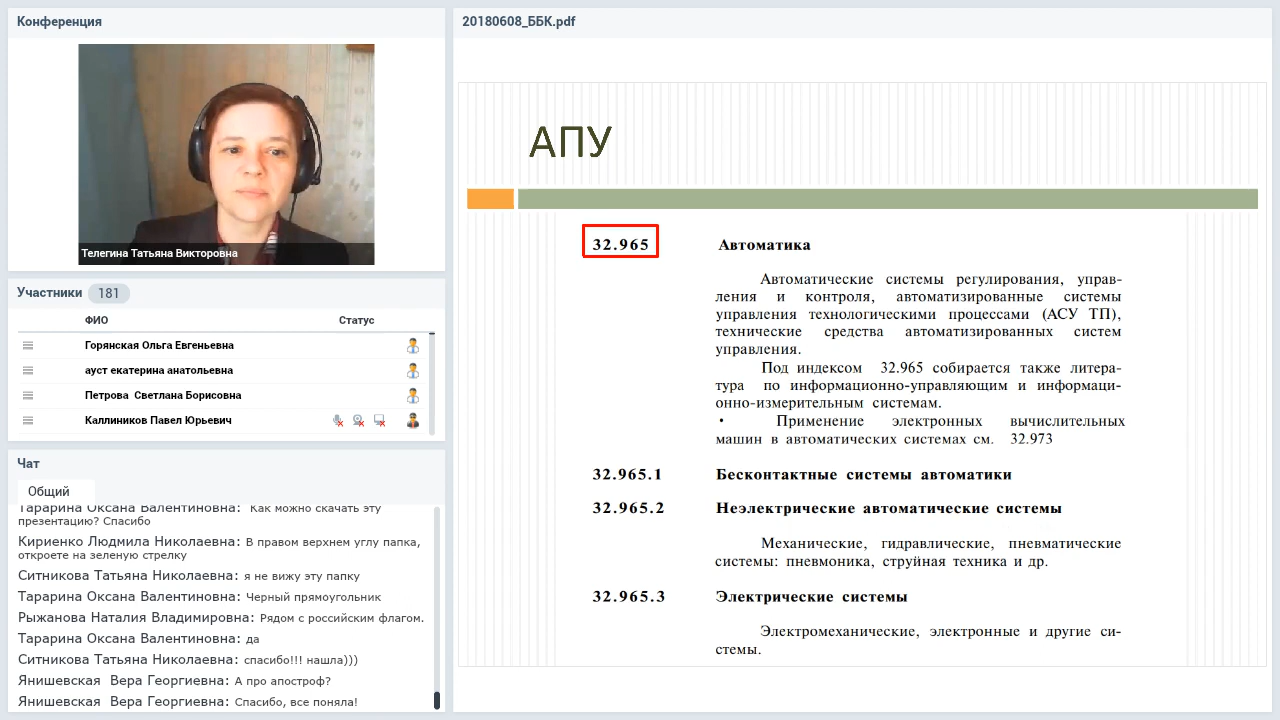 Конференция
Телегина Татьяна Викторовна
Участники 181
ФИО Статус
Горянская Ольга Евгеньевна
ауст екатерина анатольевна
Петрова Светлана Борисовна
Каллиников Павел Юрьевич
Чат
Общий
Тарарина Оксана Валентиновна: Как можно скачать эту
презентацию? Спасибо
Кириенко Людмила Николаевна: В правом верхнем углу папка,
откроете на зеленую стрелку
Ситникова Татьяна Николаевна: я не вижу эту папку
Тарарина Оксана Валентиновна: Черный прямоугольник
Рыжанова Наталия Владимировна: Рядом с российским флагом.
Тарарина Оксана Валентиновна: да
Ситникова Татьяна Николаевна: спасибо!!! нашла)))
Янишевская Вера Георгиевна: А про апостроф?
Янишевская Вера Георгиевна: Спасибо, все поняла!
20180608_ББК.pdf
АПУ
32.965 Автоматика
Автоматические системы регулирования, управ-
ления и контроля, автоматизированные системы
управления технологическими процессами (АСУ ТП),
технические средства автоматизированных систем
управления.
Под индексом 32.965 собирается также литера-
тура по информационно-управляющим и информаци-
онно-измерительным системам.
• Применение электронных вычислительных
машин в автоматических системах см. 32.973
32.965.1 Бесконтактные системы автоматики
32.965.2 Неэлектрические автоматические системы
Механические, гидравлические, пневматические
системы: пневмоника, струйная техника и др.
32.965.3 Электрические системы
Электромеханические, электронные и другие си-
стемы.